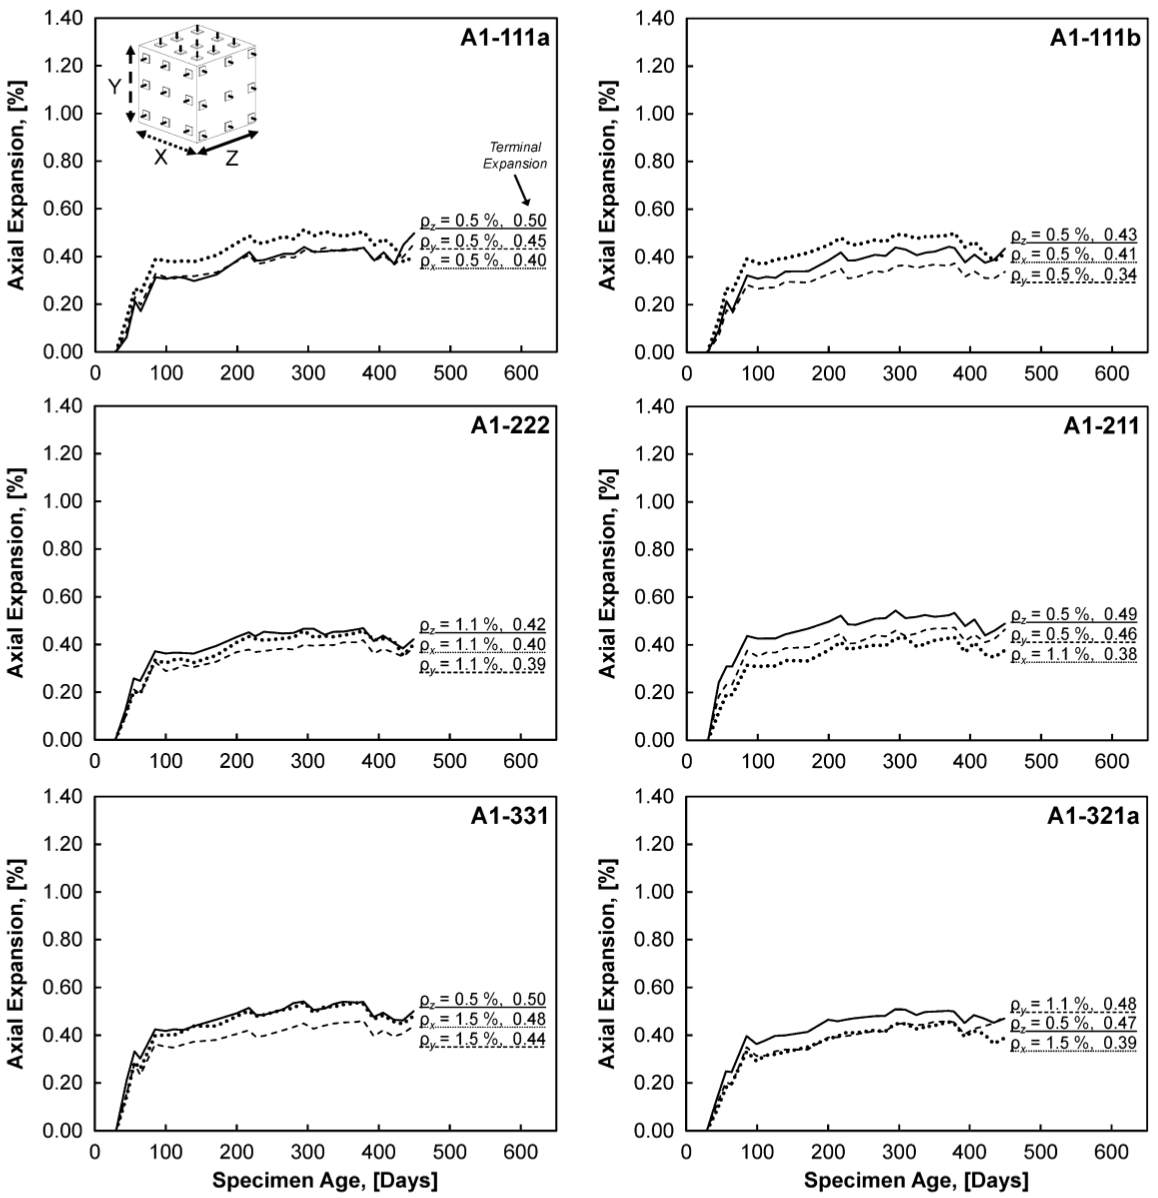 A1-111a
Axial Expansion, [%]
1.40
1.20
1.00
0.80
0.60
0.40
0.20
0.00
Y
X
Z
Terminal
Expansion
ρz = 0.5 %, 0.50
ρy = 0.5 %, 0.45
ρx = 0.5 %, 0.40
0 100 200 300 400 500 600
A1-111b
Axial Expansion, [%]
1.40
1.20
1.00
0.80
0.60
0.40
0.20
0.00
ρz = 0.5 %, 0.43
ρx = 0.5 %, 0.41
ρy = 0.5 %, 0.34
0 100 200 300 400 500 600
A1-222
Axial Expansion, [%]
1.40
1.20
1.00
0.80
0.60
0.40
0.20
0.00
ρz = 1.1 %, 0.42
ρx = 1.1 %, 0.40
ρy = 1.1 %, 0.39
0 100 200 300 400 500 600
A1-211
Axial Expansion, [%]
1.40
1.20
1.00
0.80
0.60
0.40
0.20
0.00
ρz = 0.5 %, 0.49
ρy = 0.5 %, 0.46
ρx = 1.1 %, 0.38
0 100 200 300 400 500 600
A1-331
Axial Expansion, [%]
1.40
1.20
1.00
0.80
0.60
0.40
0.20
0.00
ρz = 0.5 %, 0.50
ρx = 1.5 %, 0.48
ρy = 1.5 %, 0.44
0 100 200 300 400 500 600
Specimen Age, [Days]
A1-321a
Axial Expansion, [%]
1.40
1.20
1.00
0.80
0.60
0.40
0.20
0.00
ρy = 1.1 %, 0.48
ρz = 0.5 %, 0.47
ρx = 1.5 %, 0.39
0 100 200 300 400 500 600
Specimen Age, [Days]